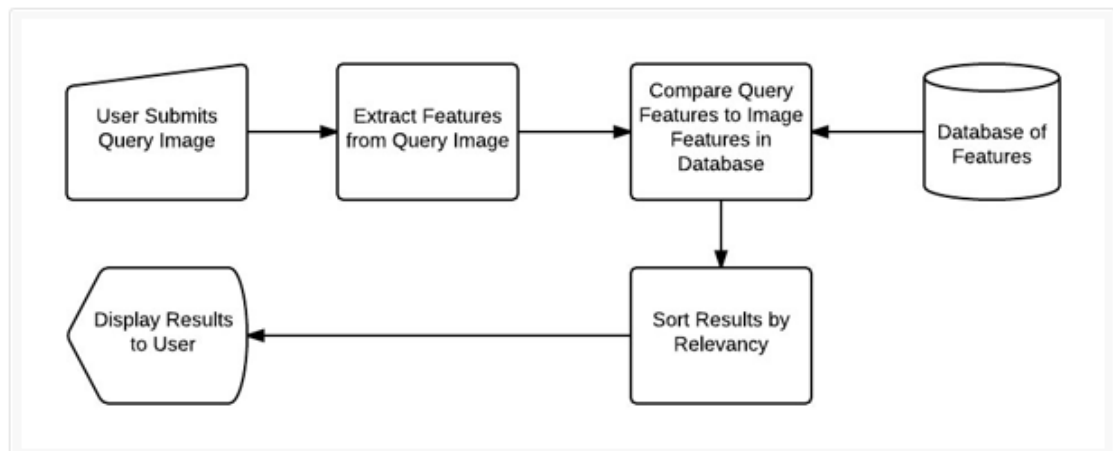 User Submits
Query Image
Extract Features
from Query Image
Compare Query
Features to Image
Features in
Database
Database of
Features
Display Results
to User
Sort Results by
Relevancy